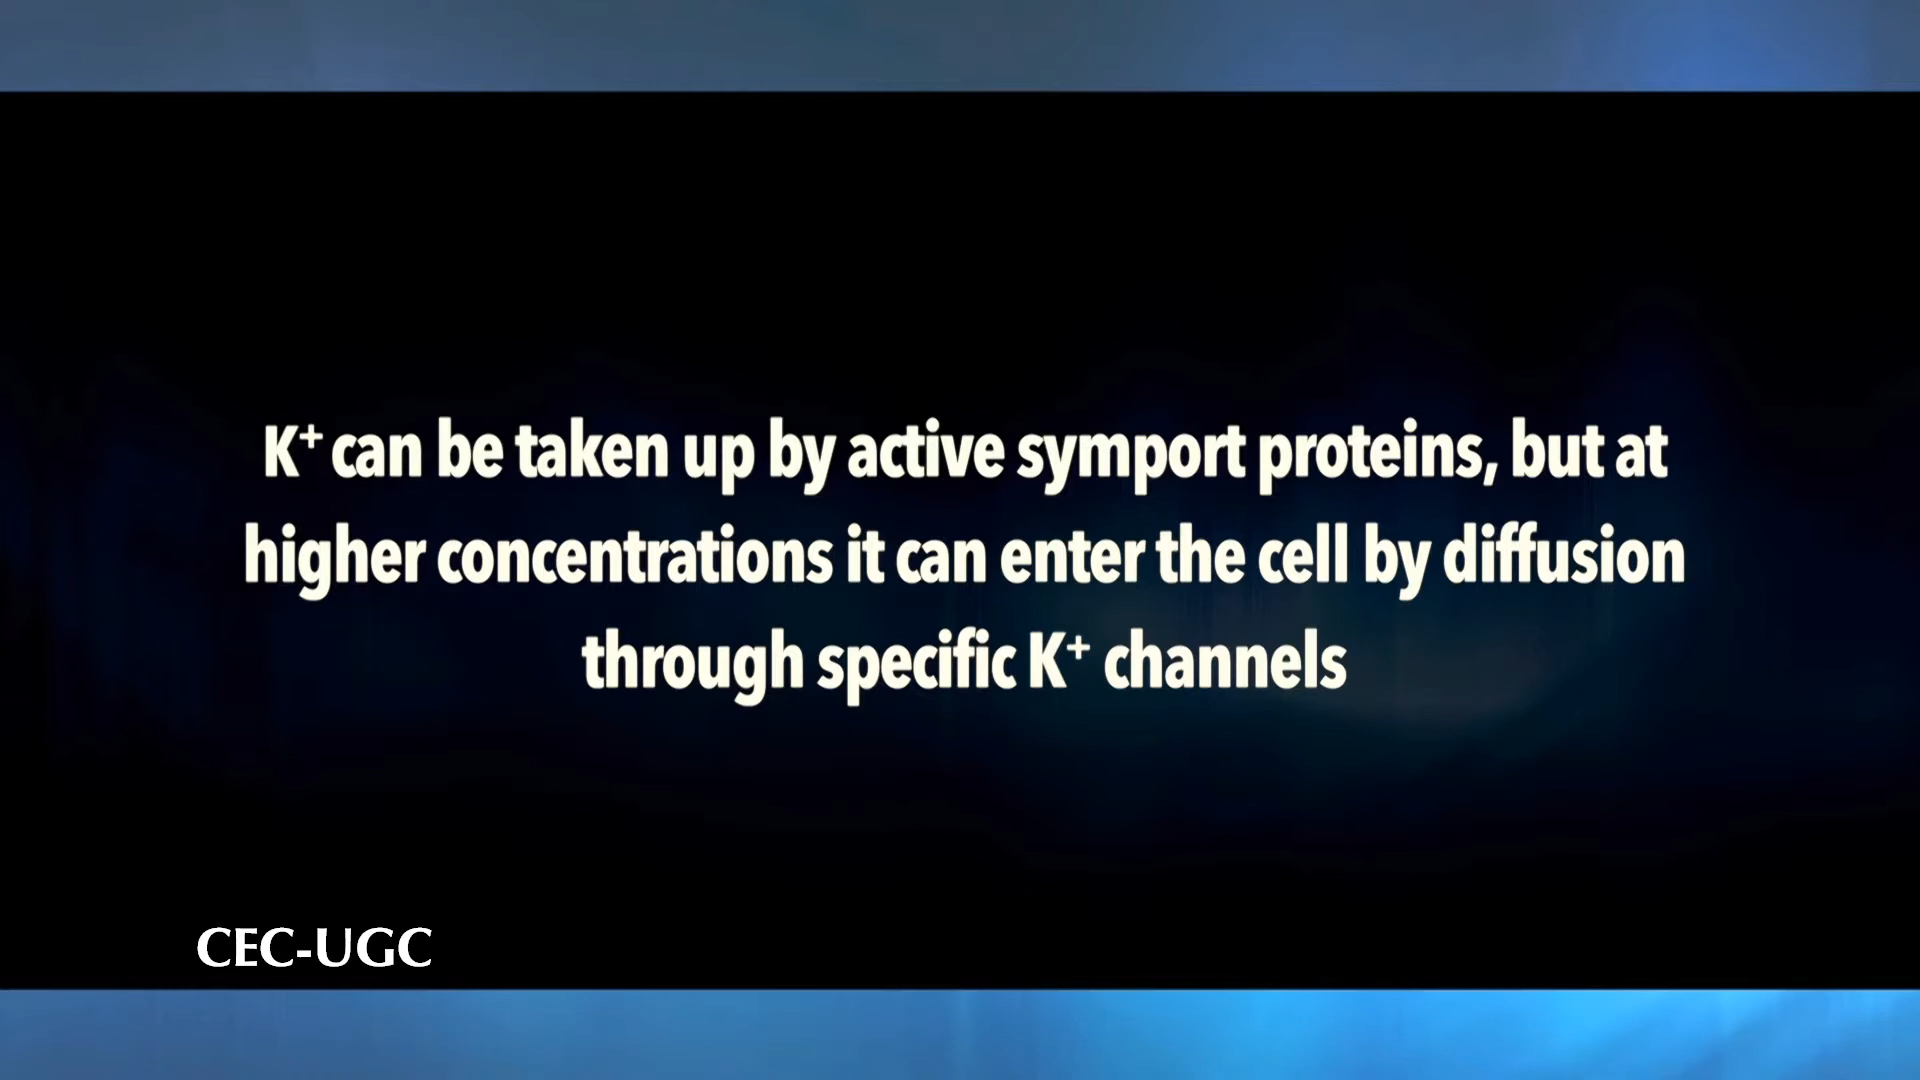 K⁺ can be taken up by active symport proteins, but at
higher concentrations it can enter the cell by diffusion
through specific K⁺ channels
CEC-UGC